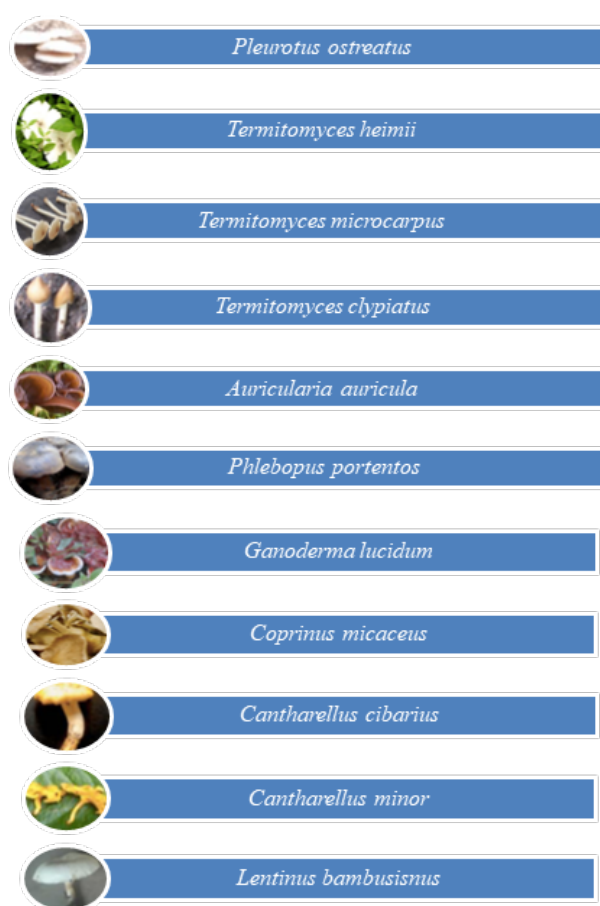 Pleurotus ostreatus
Termitomyces heimii
Termitomyces microcarpus
Termitomyces clypiatus
Auricularia auricula
Phlebopus portentos
Ganoderma lucidum
Coprinus micaceus
Cantharellus cibarius
Cantharellus minor
Lentinus bambusisnus